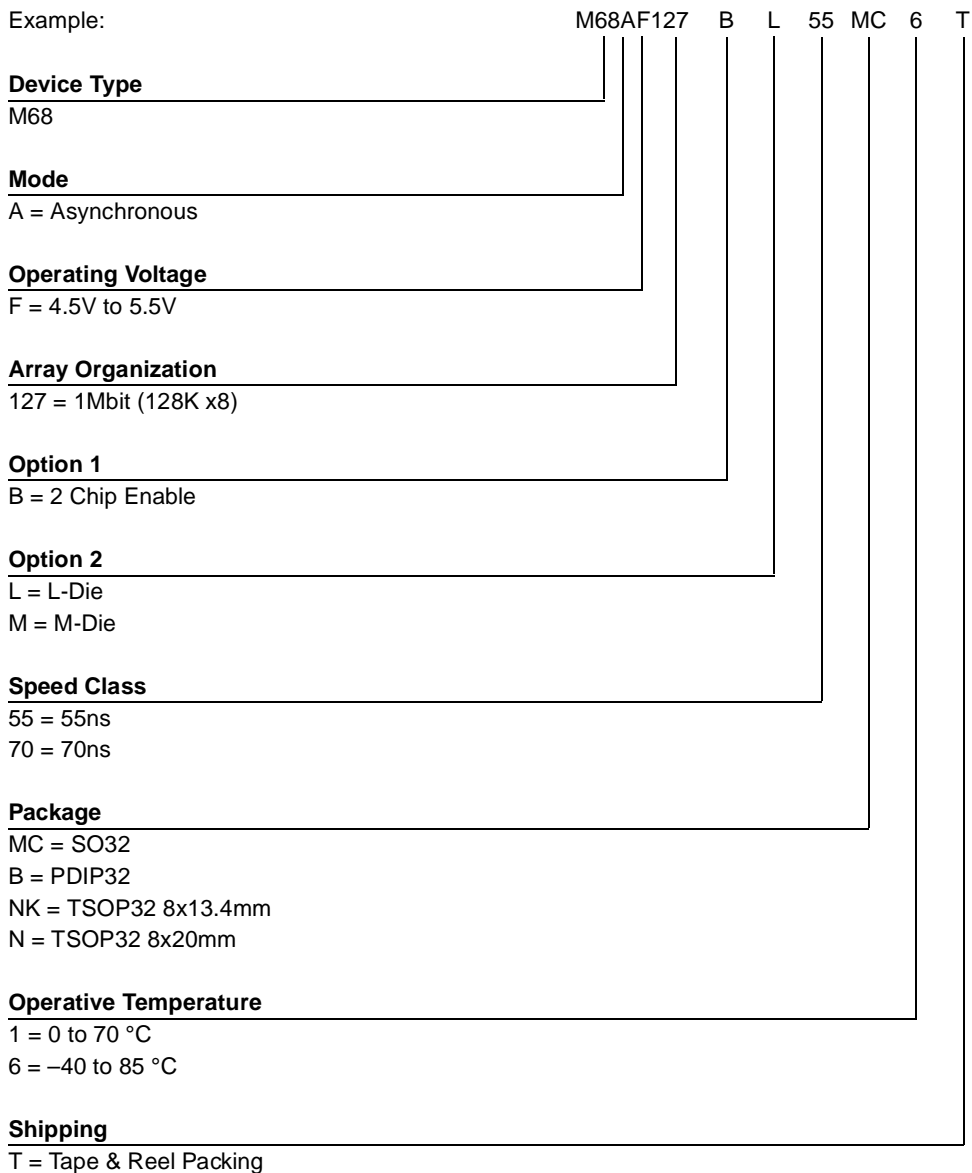 Example: M68AF127 B L 55 MC 6 T
Device Type
M68
Mode
A = Asynchronous
Operating Voltage
F = 4.5V to 5.5V
Array Organization
127 = 1Mbit (128K x8)
Option 1
B = 2 Chip Enable
Option 2
L = L-Die
M = M-Die
Speed Class
55 = 55ns
70 = 70ns
Package
MC = SO32
B = PDIP32
NK = TSOP32 8x13.4mm
N = TSOP32 8x20mm
Operative Temperature
1 = 0 to 70 °C
6 = –40 to 85 °C
Shipping
T = Tape & Reel Packing